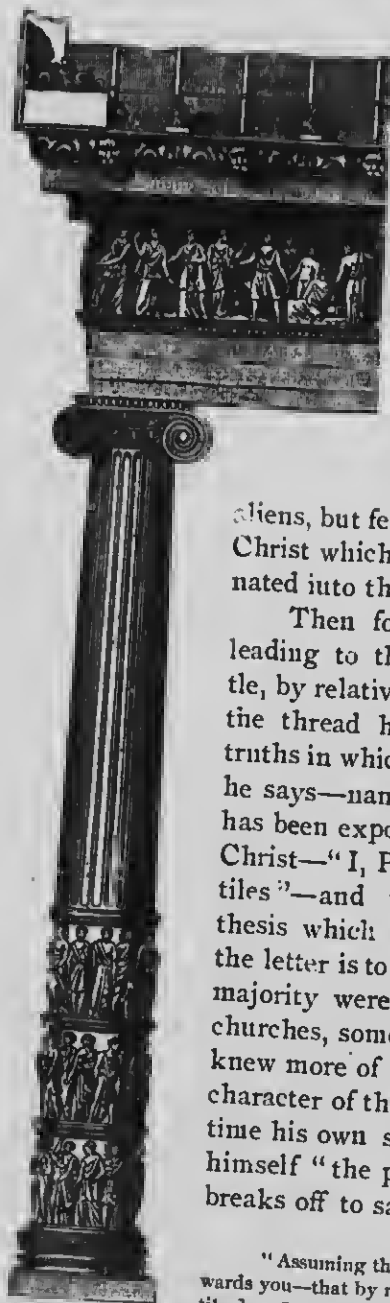 aliens, but fe
Christ which
nated iuto th
Then fo
leading to th
tle, by relativ
the thread h
truths in which
he says—nam
has been expo
Christ—“I, P
tiles”—and
thesis which
the letter is to
majority were
churches, some
knew more of
character of th
time his own s
himself “the p
breaks off to sa
“Assuming th
wards you—that by r